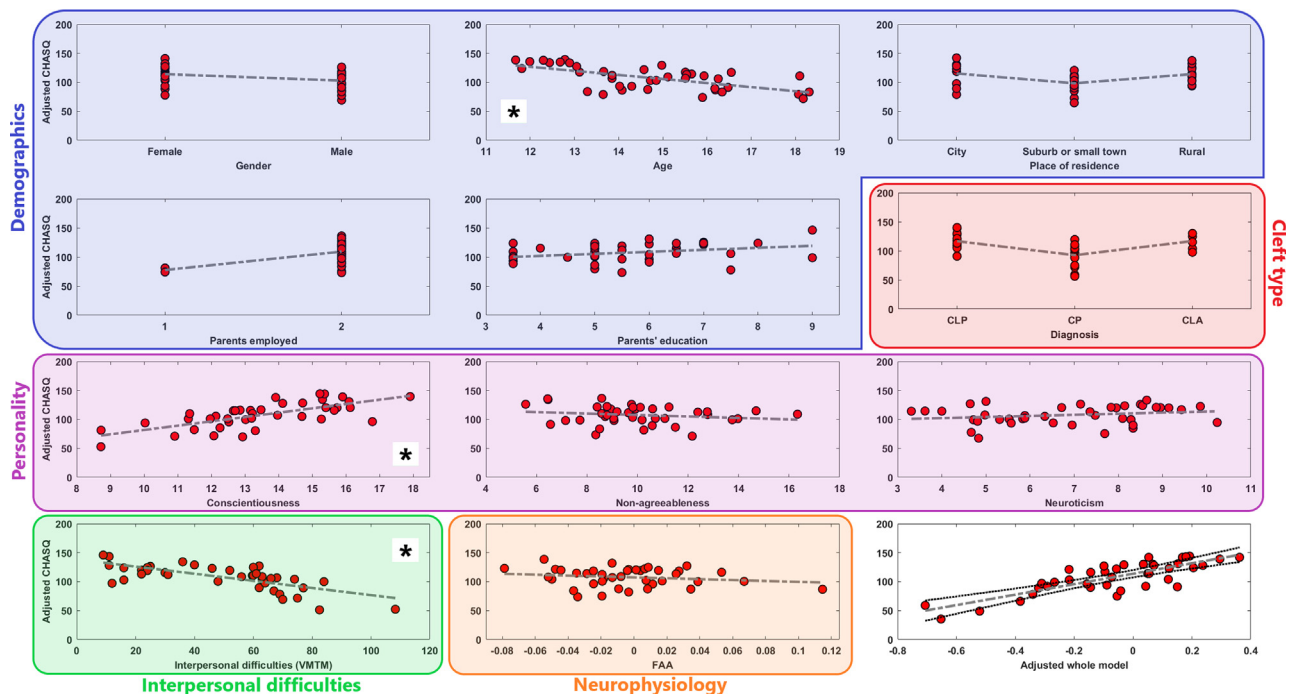 Demographics
Adjusted CHASQ
200
150
100
50
0
Female Male
Gender
200
150
100
50
0
*
11 12 13 14 15 16 17 18 19
Age
200
150
100
50
0
City Suburb or small town Rural
Place of residence
Adjusted CHASQ
200
150
100
50
0
1 2
Parents employed
200
150
100
50
0
3 4 5 6 7 8 9
Parents' education
200
150
100
50
0
CLP CP CLA
Diagnosis
Cleft type
Personality
Adjusted CHASQ
200
150
100
50
0
*
8 9 10 11 12 13 14 15 16 17 18
Conscientiousness
200
150
100
50
0
4 6 8 10 12 14 16 18
Non-agreeableness
200
150
100
50
0
3 4 5 6 7 8 9 10 11
Neuroticism
Adjusted CHASQ
200
150
100
50
0
*
0 20 40 60 80 100 120
Interpersonal difficulties (VMTM)
Interpersonal difficulties
200
150
100
50
0
-0.08 -0.06 -0.04 -0.02 0 0.02 0.04 0.06 0.08 0.1 0.12
FAA
Neurophysiology
200
150
100
50
0
-0.8 -0.6 -0.4 -0.2 0 0.2 0.4
Adjusted whole model